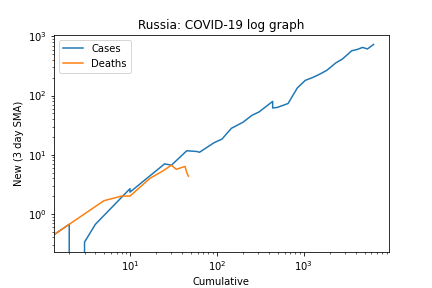 Russia: COVID-19 log graph
Cases
Deaths
New (3 day SMA)
10³
10²
10¹
10⁰
10¹
10²
10³
Cumulative